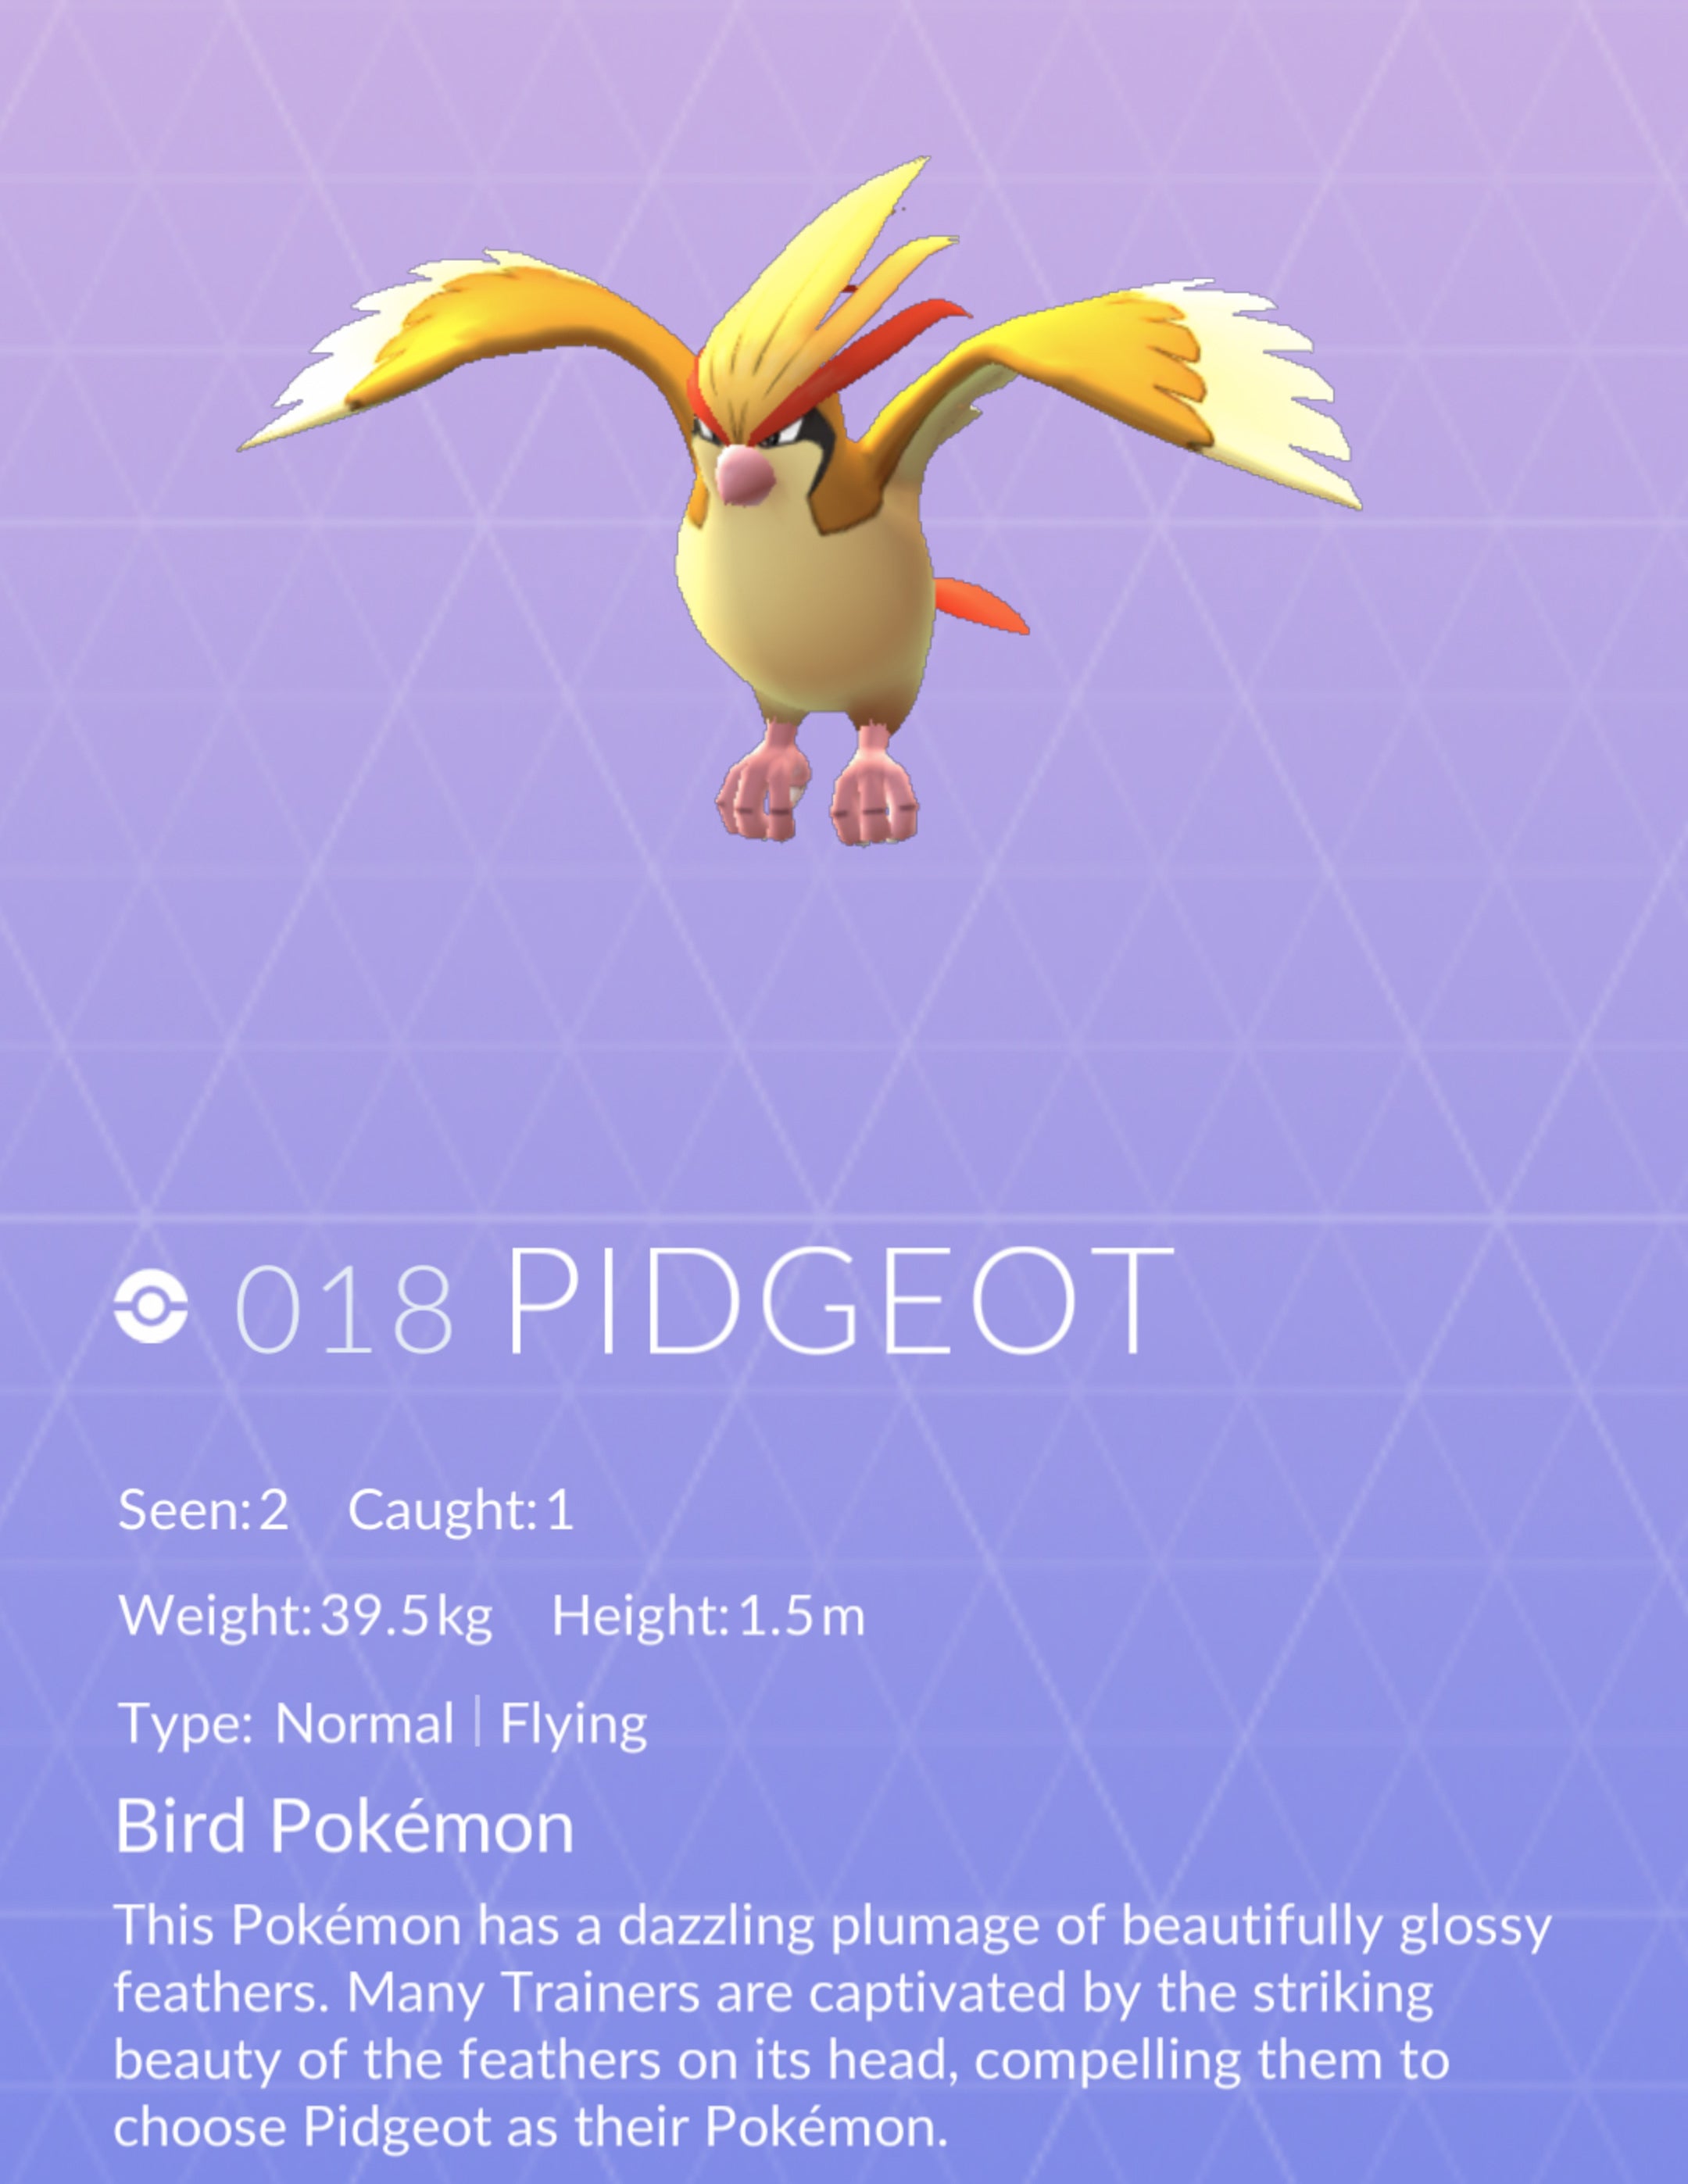 018 PIDGEOT
Seen: 2 Caught: 1
Weight: 39.5 kg Height: 1.5 m
Type: Normal | Flying
Bird Pokémon
This Pokémon has a dazzling plumage of beautifully glossy
feathers. Many Trainers are captivated by the striking
beauty of the feathers on its head, compelling them to
choose Pidgeot as their Pokémon.